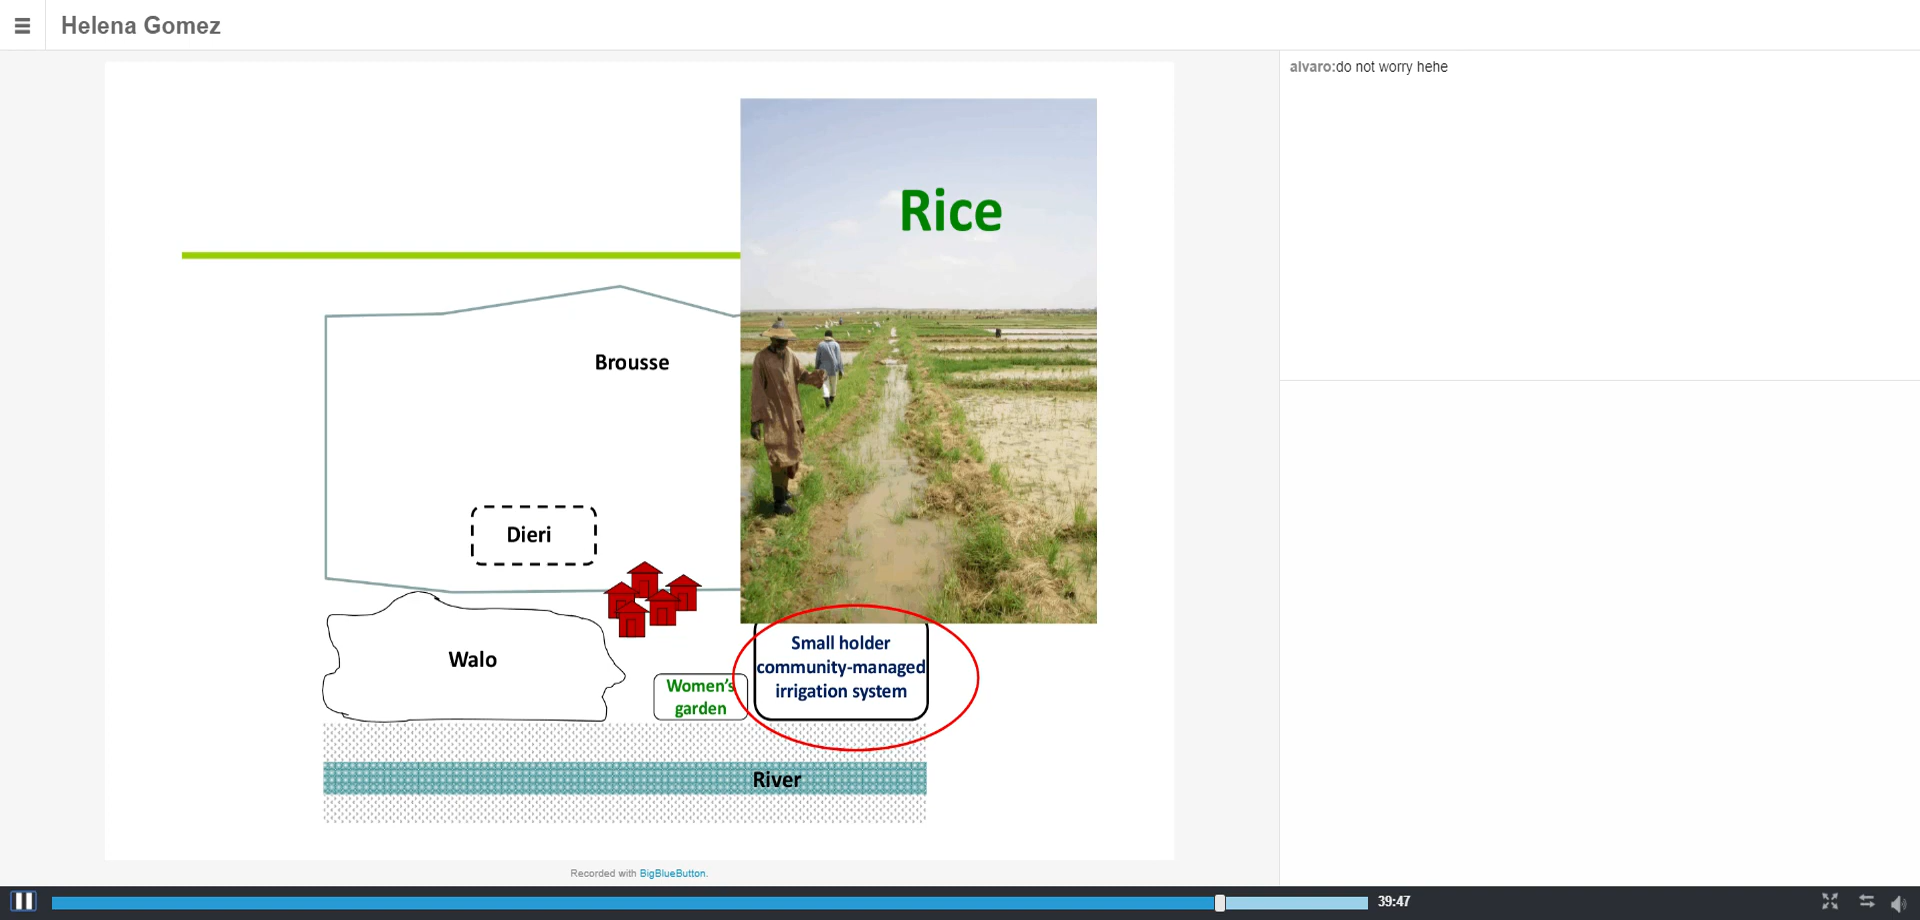 Helena Gomez
alvaro:do not worry hehe
Rice
Brousse
Dieri
Walo
Women's
garden
Small holder
community-managed
irrigation system
River
Recorded with BigBlueButton.
39:47